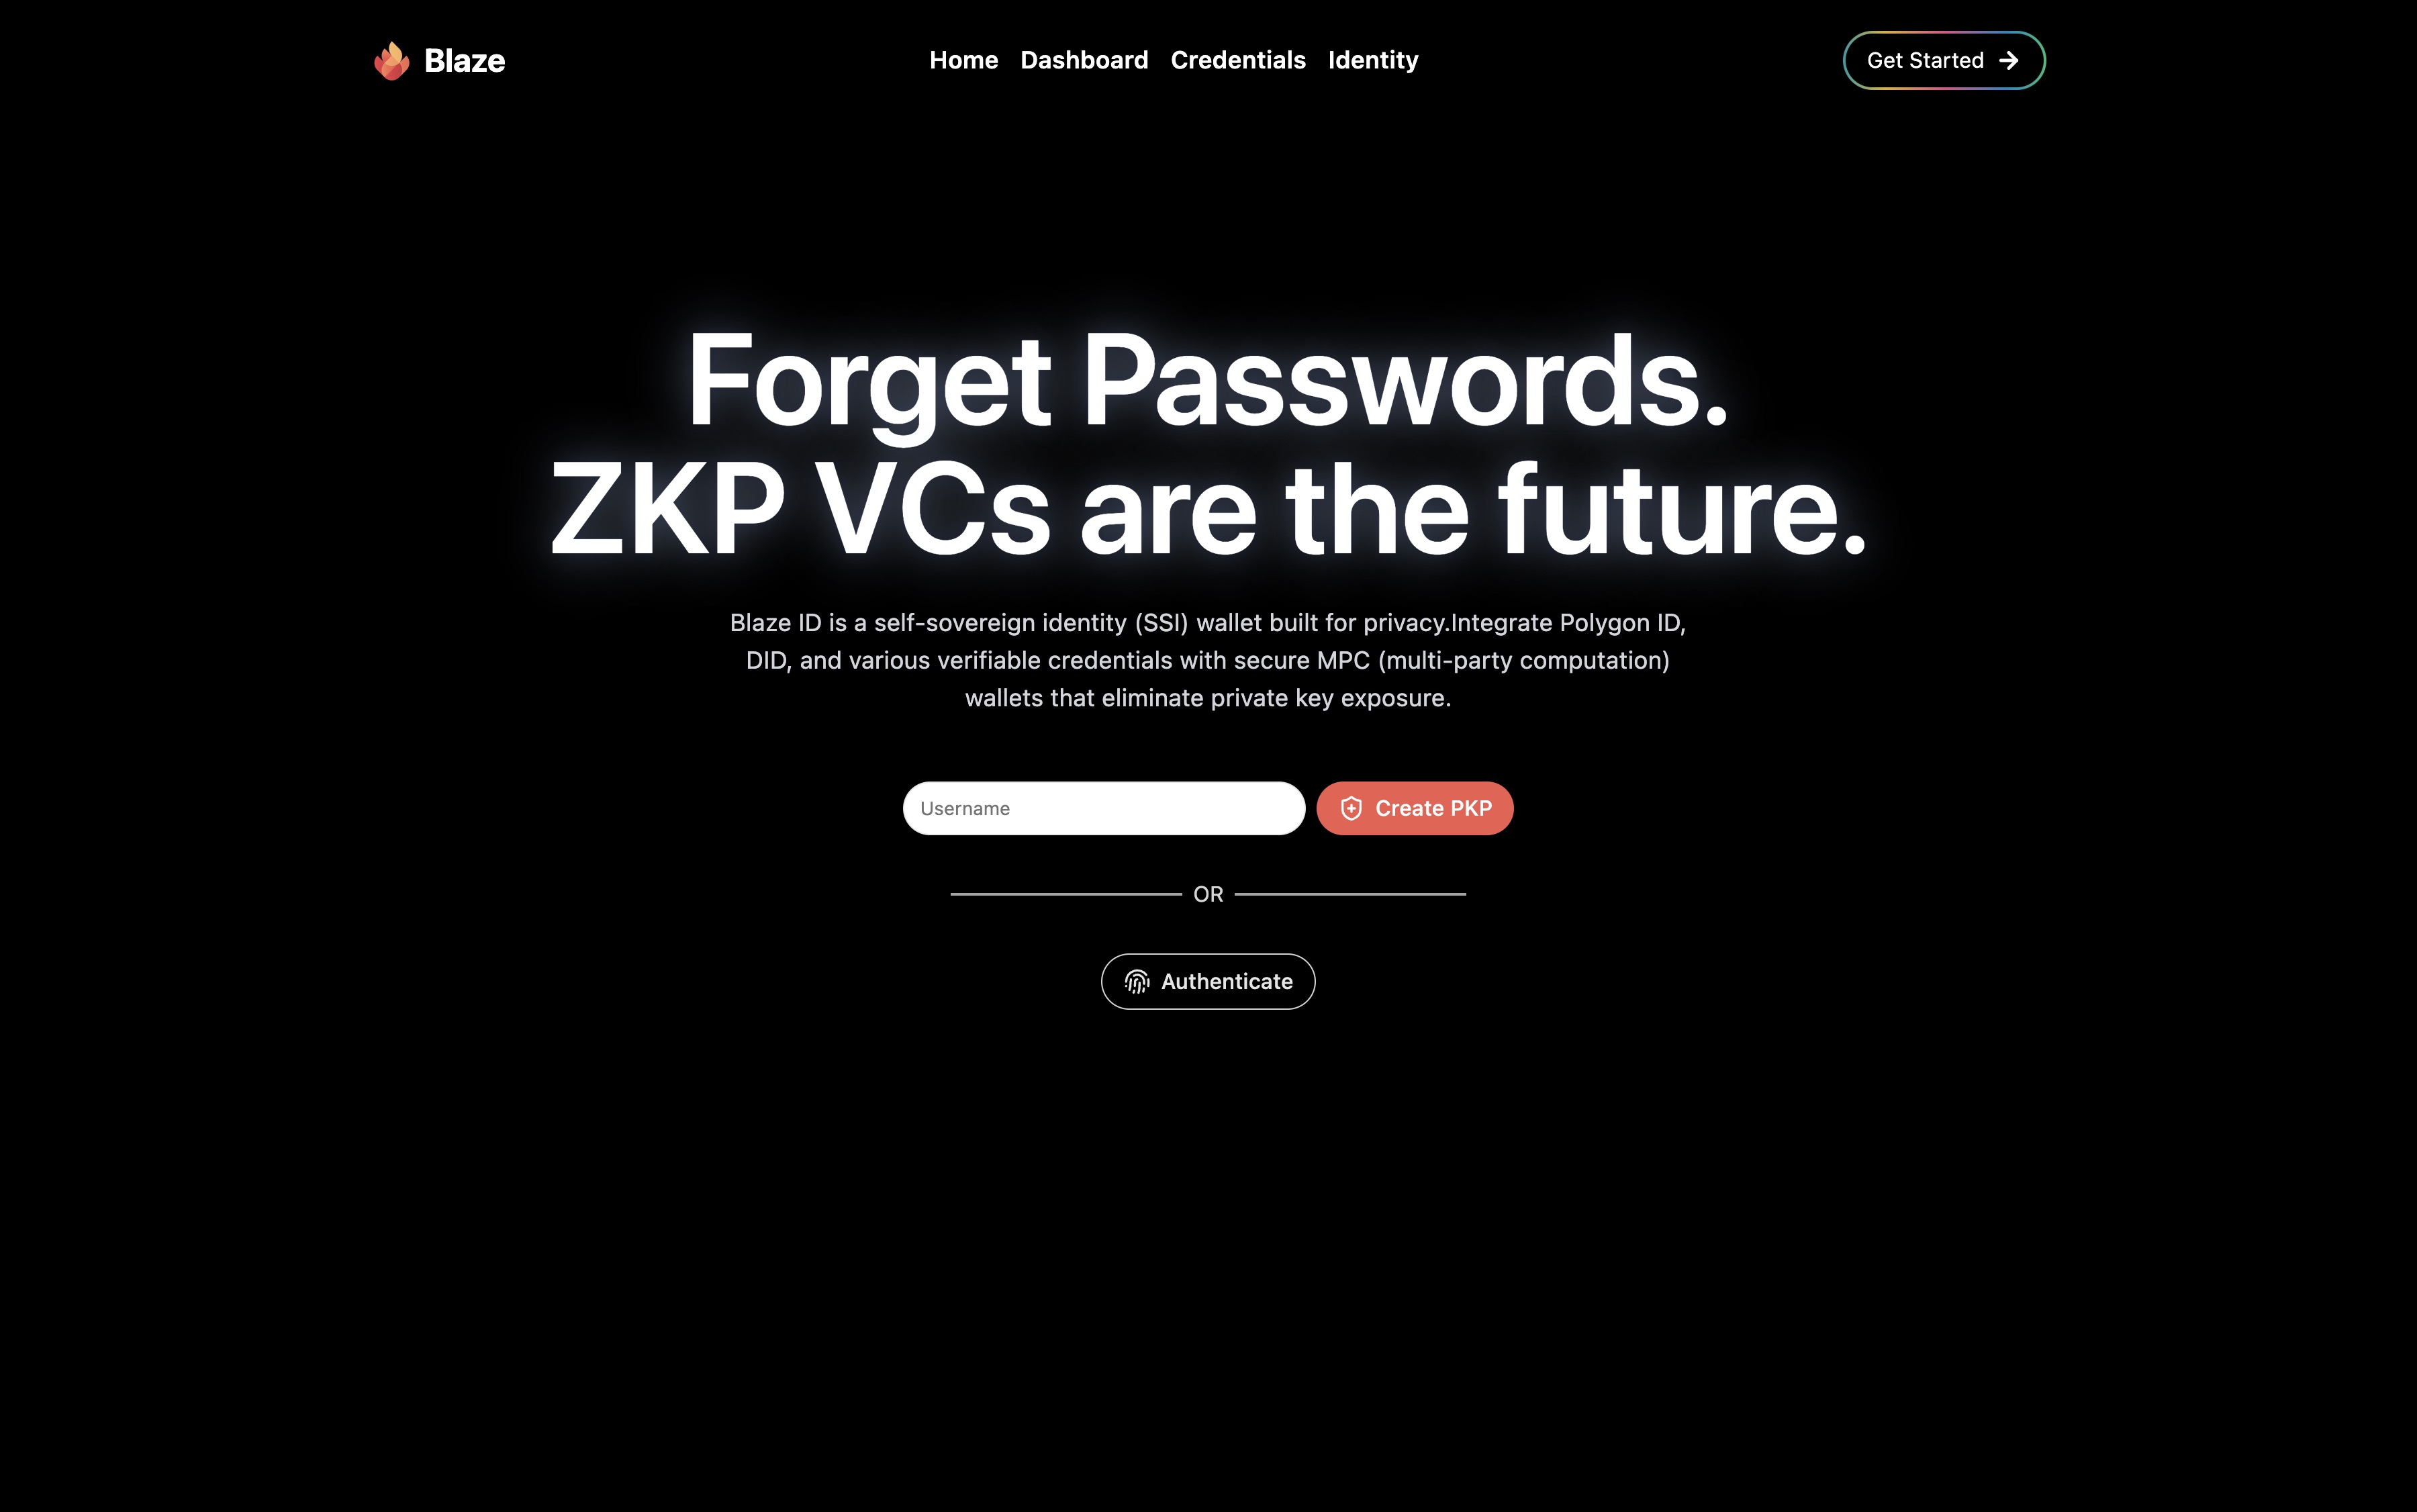 Blaze
Home Dashboard Credentials Identity
Get Started
Forget Passwords.
ZKP VCs are the future.
Blaze ID is a self-sovereign identity (SSI) wallet built for privacy.Integrate Polygon ID,
DID, and various verifiable credentials with secure MPC (multi-party computation)
wallets that eliminate private key exposure.
Username
Create PKP
OR
Authenticate